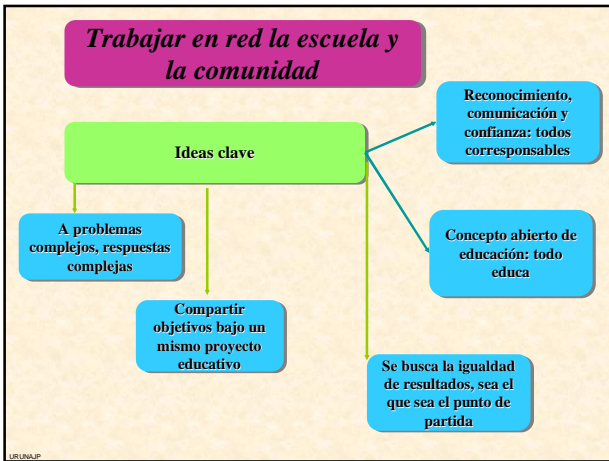 Trabajar en red la escuela y
la comunidad
Ideas clave
Reconocimiento,
comunicación y
confianza: todos
corresponsables
A problemas
complejos, respuestas
complejas
Concepto abierto de
educación: todo
educa
Compartir
objetivos bajo un
mismo proyecto
educativo
Se busca la igualdad
de resultados, sea el
que sea el punto de
partida
URUNAJP